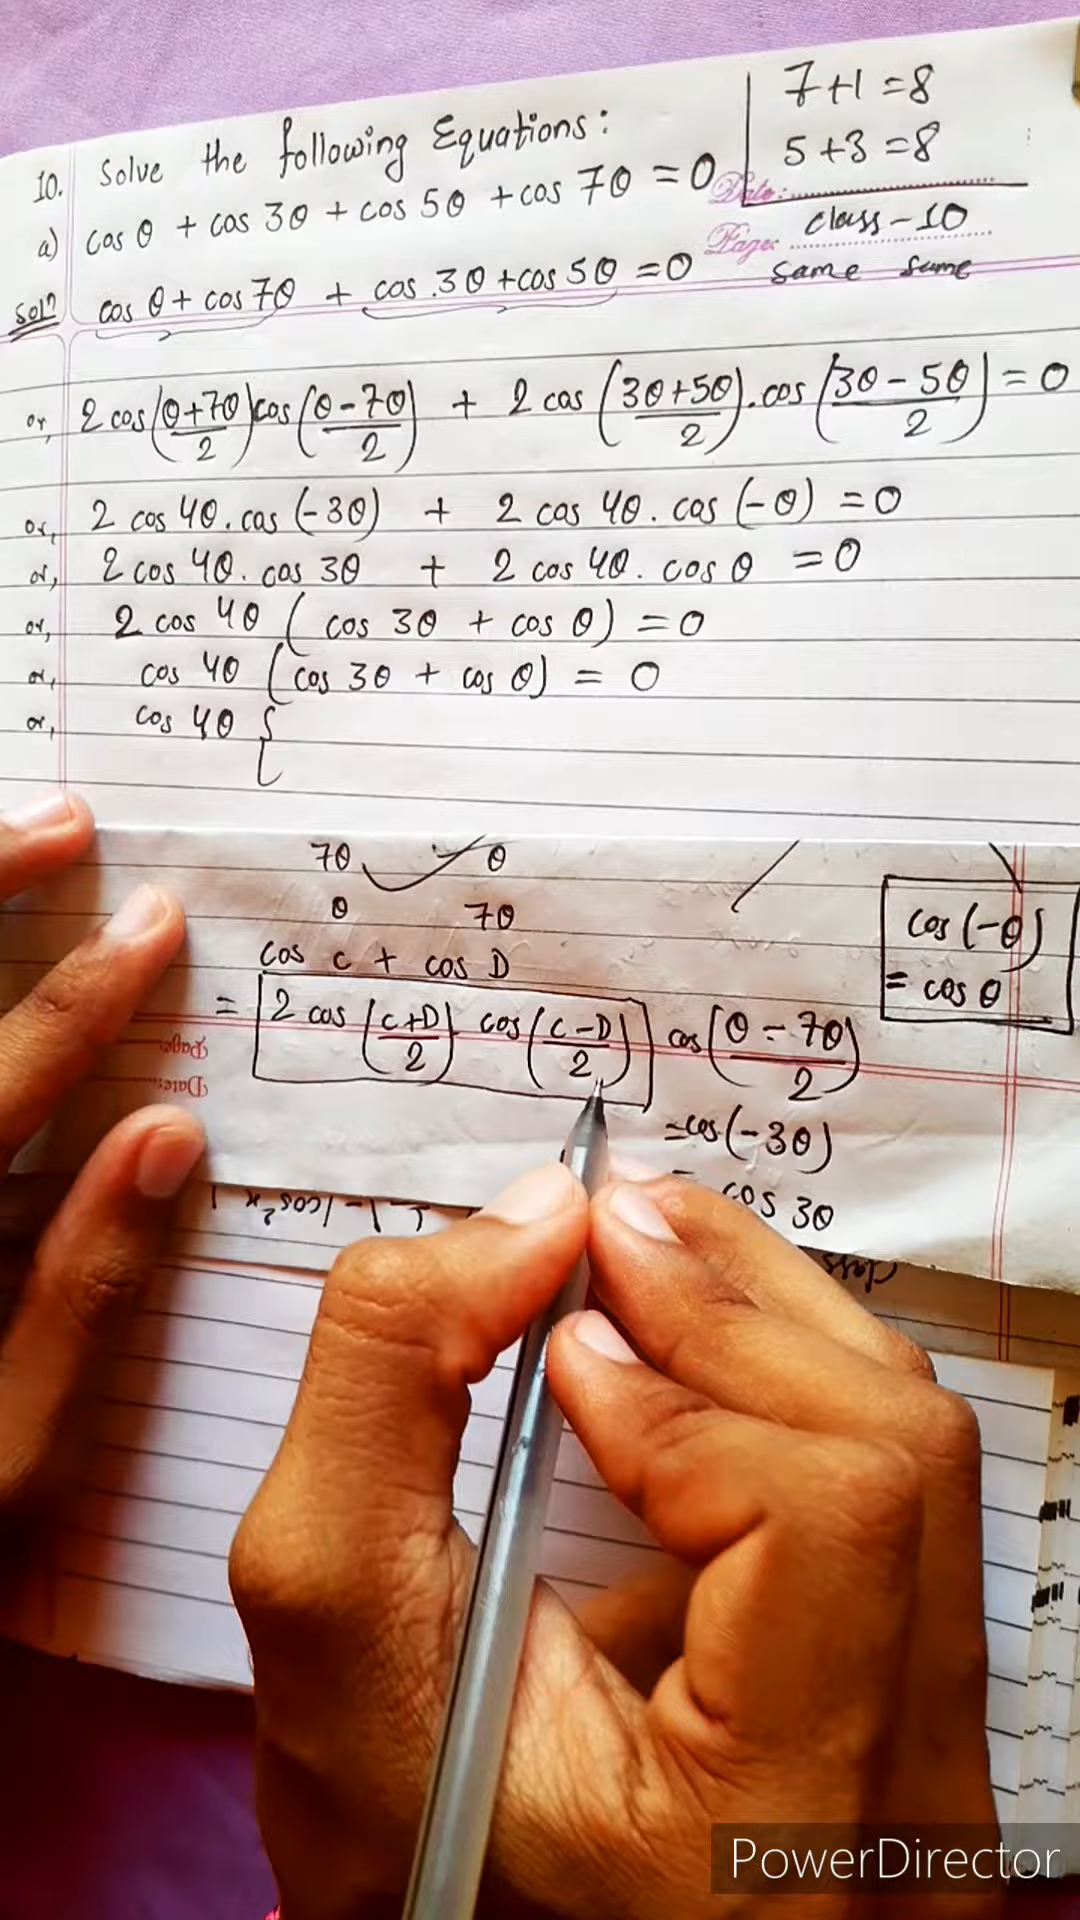 7+1 =8
5+3 =8
10. Solve the following Equations:
a) cos θ + cos 3θ + cos 5θ + cos 7θ = 0
Date:
Page: class-10
same same
Solⁿ cos θ + cos 7θ + cos .3θ + cos 5θ = 0
or, 2 cos(θ+7θ/2) cos(θ-7θ/2) + 2 cos (3θ+5θ/2).cos (3θ-5θ/2) = 0
or, 2 cos 4θ.cos (-3θ) + 2 cos 4θ. cos (-θ) = 0
or, 2 cos 4θ. cos 3θ + 2 cos 4θ. cos θ = 0
or, 2 cos 4θ ( cos 3θ + cos θ) = 0
or, cos 4θ (cos 3θ + cos θ) = 0
or, cos 4θ {
7θ θ
θ 7θ
cos (-θ)
= cos θ
cos c + cos D
= 2 cos (c+D/2) cos (c-D/2) cos (θ-7θ/2)
=cos(-3θ)
= cos 3θ
Page:
Date:
class
PowerDirector